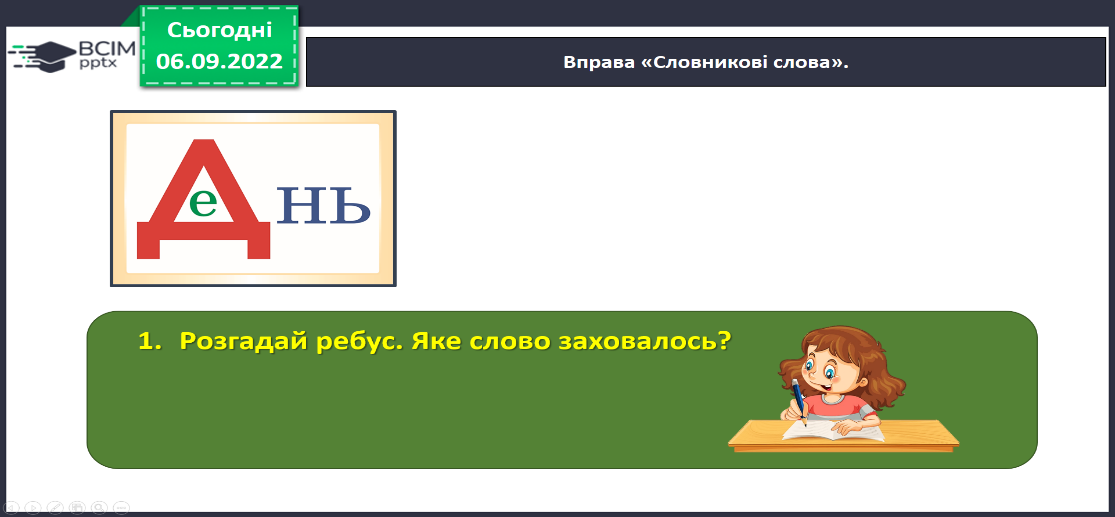 Сьогодні
06.09.2022
ВСІМ
pptx
Вправа «Словникові слова».
Д е нь
1. Розгадай ребус. Яке слово заховалось?